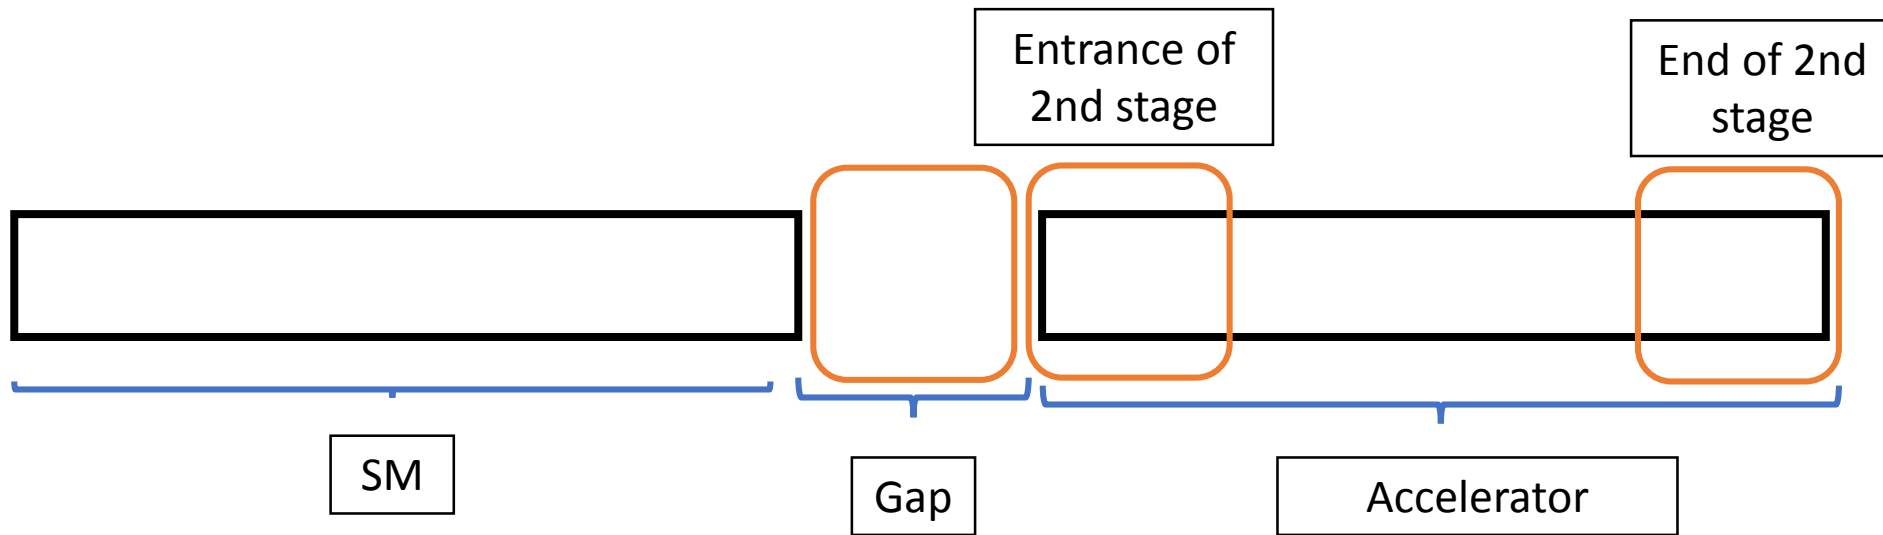 Entrance of
2nd stage
End of 2nd
stage
SM
Gap
Accelerator